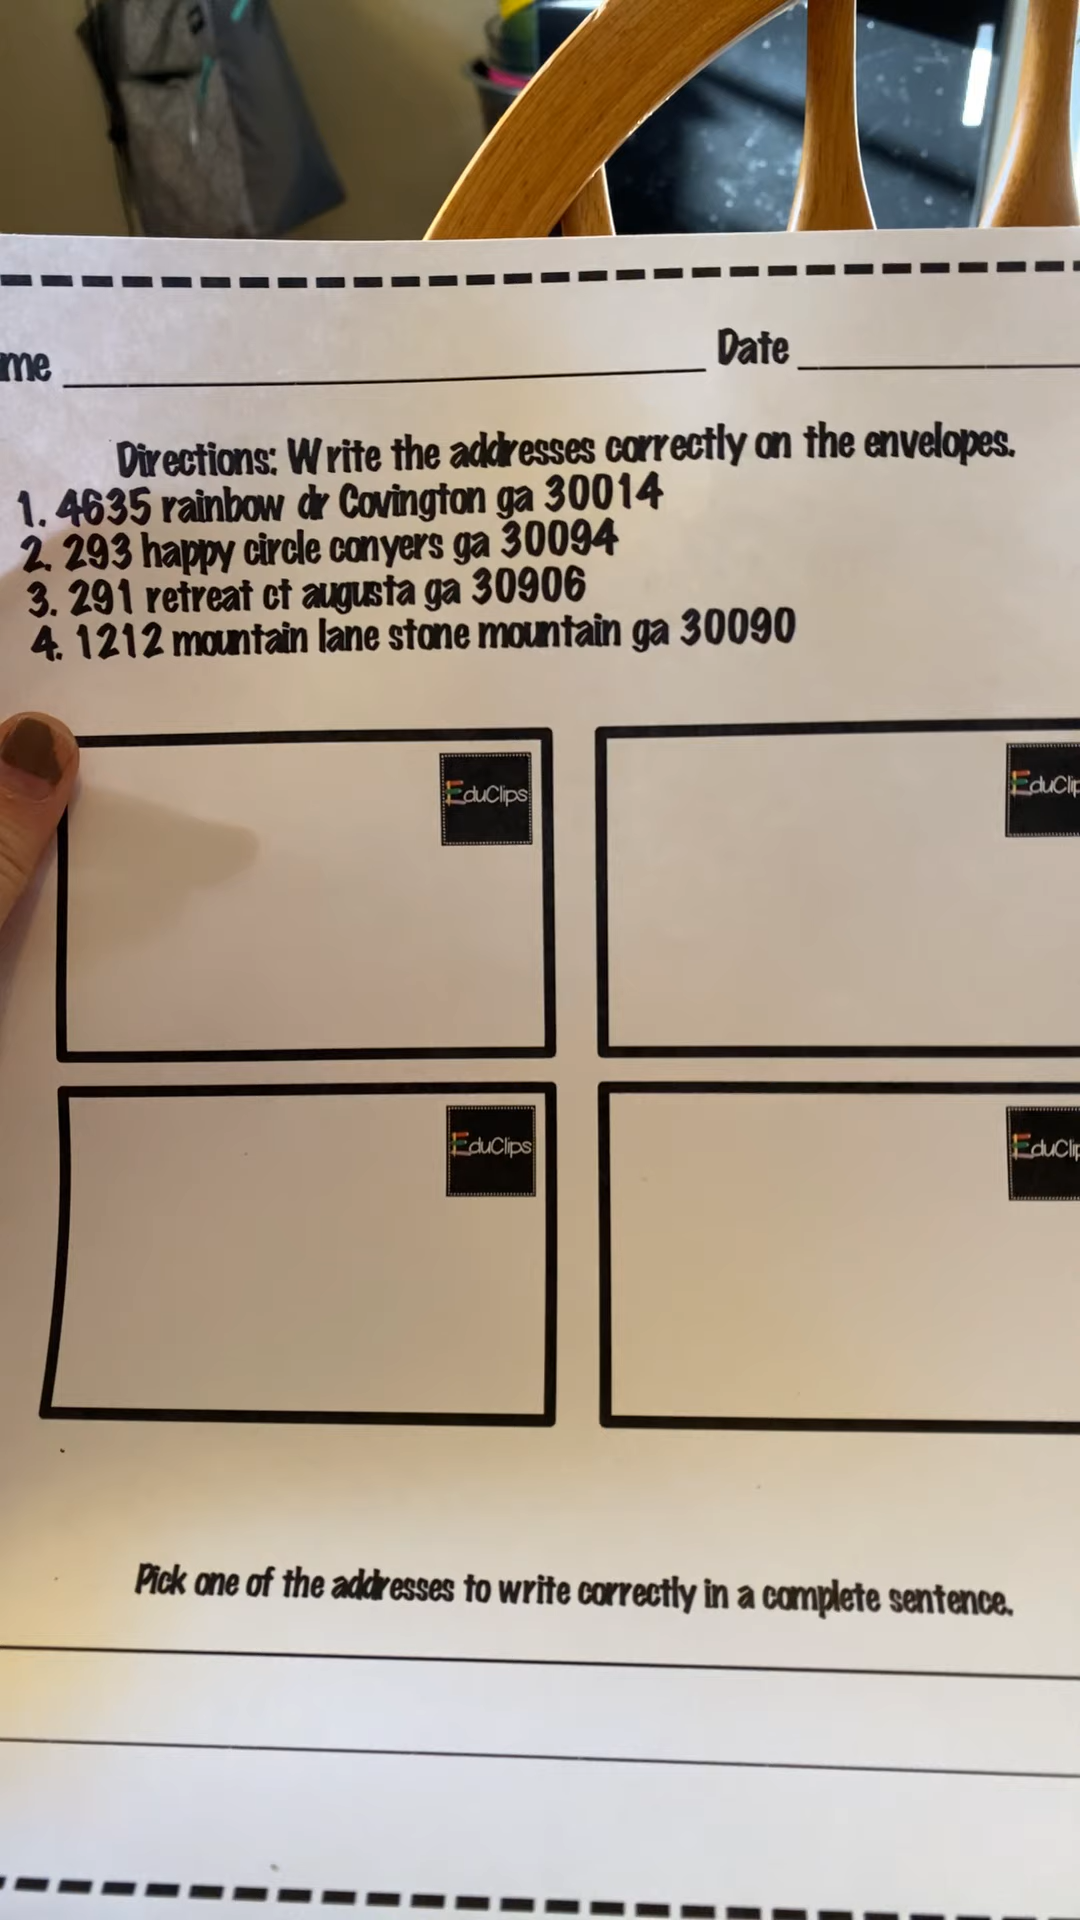 me Date
Directions: Write the addresses correctly on the envelopes.
1. 4635 rainbow dr Covington ga 30014
2. 293 happy circle conyers ga 30094
3. 291 retreat ct augusta ga 30906
4. 1212 mountain lane stone mountain ga 30090
EduClips
EduClip
EduClips
EduClip
Pick one of the addresses to write correctly in a complete sentence.